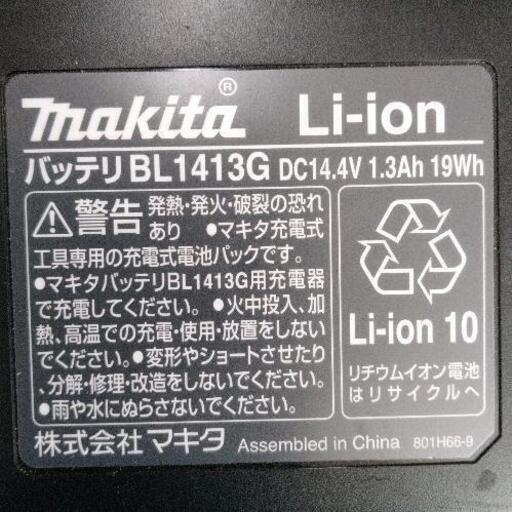 makita® Li-ion
バッテリ BL1413G DC14.4V 1.3Ah 19Wh
⚠警告 発熱・発火・破裂の恐れ
あり ●マキタ充電式
工具専用の充電式電池パックです。
●マキタバッテリBL1413G用充電器
で充電してください。●火中投入、加
熱、高温での充電・使用・放置をしない
でください。●変形やショートさせたり
、分解・修理・改造をしないでください。
●雨や水にぬらさないでください。
株式会社 マキタ Assembled in China 801H66-9
Li-ion 10
リチウムイオン電池
はリサイクルへ